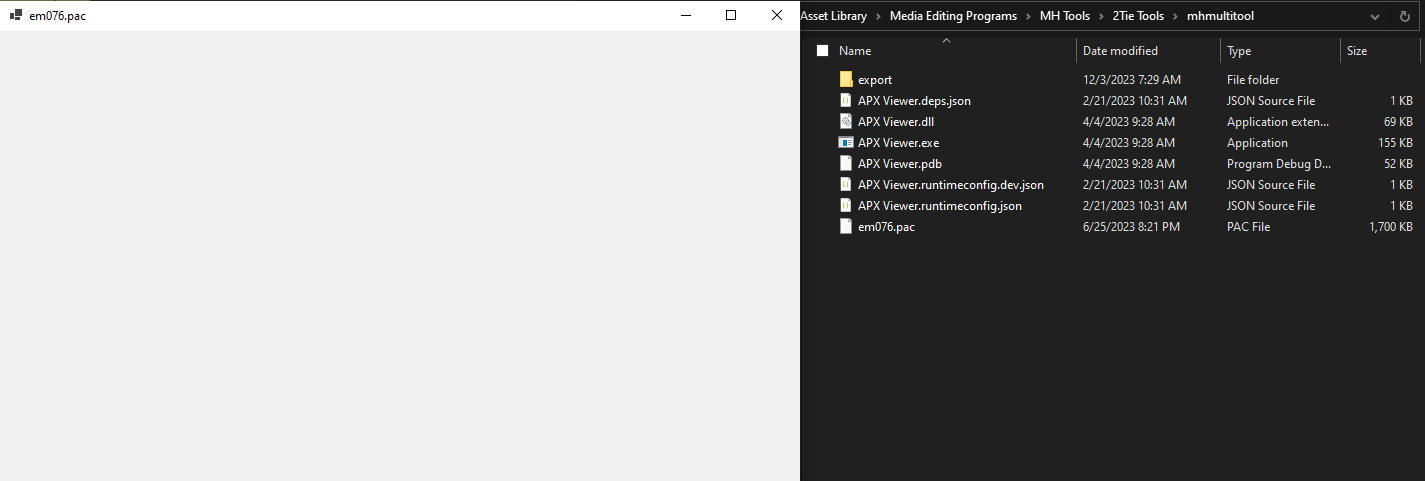 em076.pac
Asset Library > Media Editing Programs > MH Tools > 2Tie Tools > mhmultitool
Name Date modified Type Size
export 12/3/2023 7:29 AM File folder
APX Viewer.deps.json 2/21/2023 10:31 AM JSON Source File 1 KB
APX Viewer.dll 4/4/2023 9:28 AM Application exten... 69 KB
APX Viewer.exe 4/4/2023 9:28 AM Application 155 KB
APX Viewer.pdb 4/4/2023 9:28 AM Program Debug D... 52 KB
APX Viewer.runtimeconfig.dev.json 2/21/2023 10:31 AM JSON Source File 1 KB
APX Viewer.runtimeconfig.json 2/21/2023 10:31 AM JSON Source File 1 KB
em076.pac 6/25/2023 8:21 PM PAC File 1,700 KB